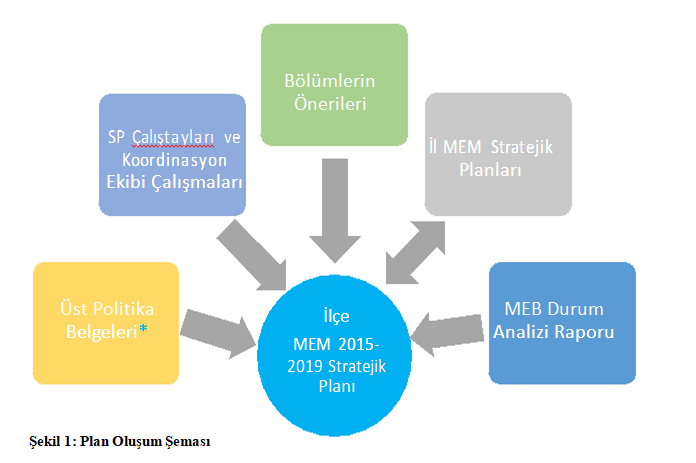 Bölümlerin
Önerileri
SP Çalıştayları ve
Koordinasyon
Ekibi Çalışmaları
İl MEM Stratejik
Planları
Üst Politika
Belgeleri*
MEB Durum
Analizi Raporu
İlçe
MEM 2015-
2019 Stratejik
Planı
Şekil 1: Plan Oluşum Şeması